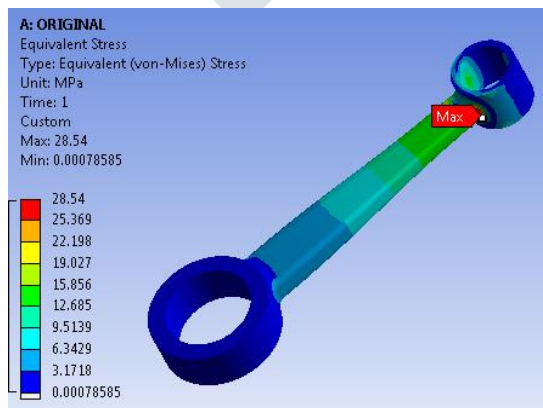 A: ORIGINAL
Equivalent Stress
Type: Equivalent (von-Mises) Stress
Unit: MPa
Time: 1
Custom
Max: 28.54
Min: 0.00078585
Max
28.54
25.369
22.198
19.027
15.856
12.685
9.5139
6.3429
3.1718
0.00078585